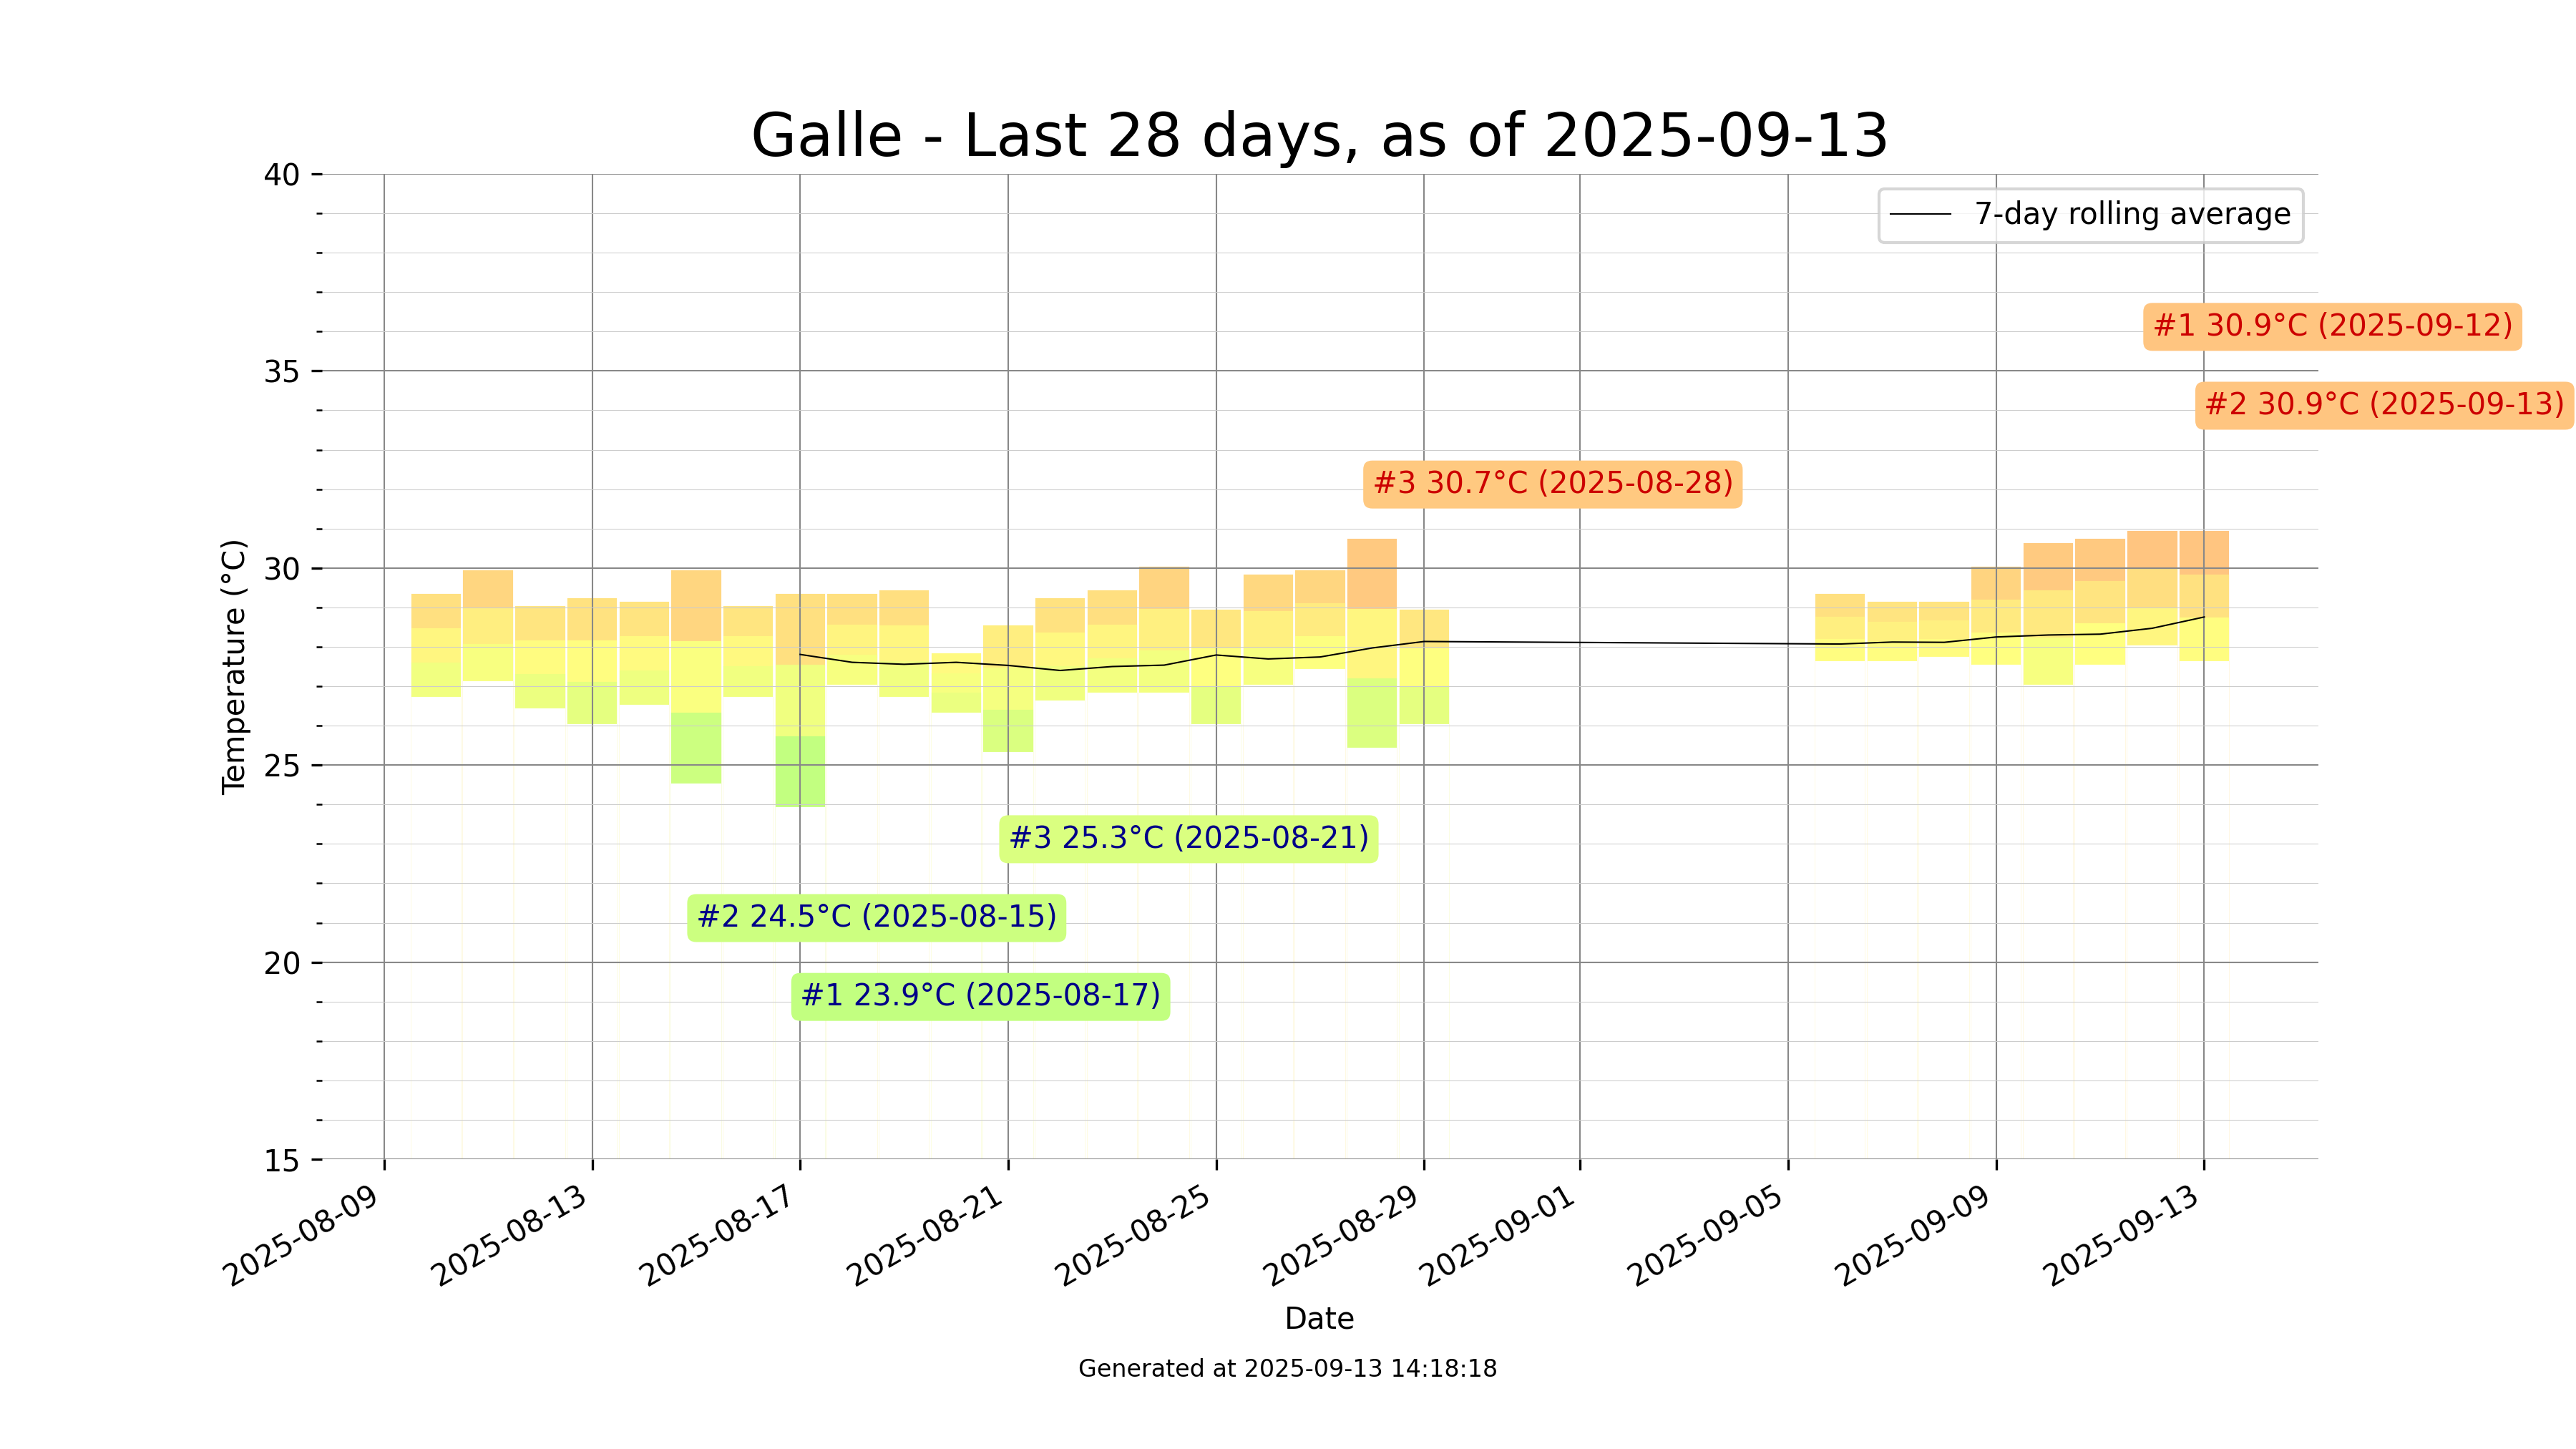 Galle - Last 28 days, as of 2025-09-13
7-day rolling average
40
35
30
25
20
15
Temperature (°C)
#1 30.9°C (2025-09-12)
#2 30.9°C (2025-09-13)
#3 30.7°C (2025-08-28)
#3 25.3°C (2025-08-21)
#2 24.5°C (2025-08-15)
#1 23.9°C (2025-08-17)
2025-08-09
2025-08-13
2025-08-17
2025-08-21
2025-08-25
2025-08-29
2025-09-01
2025-09-05
2025-09-09
2025-09-13
Date
Generated at 2025-09-13 14:18:18